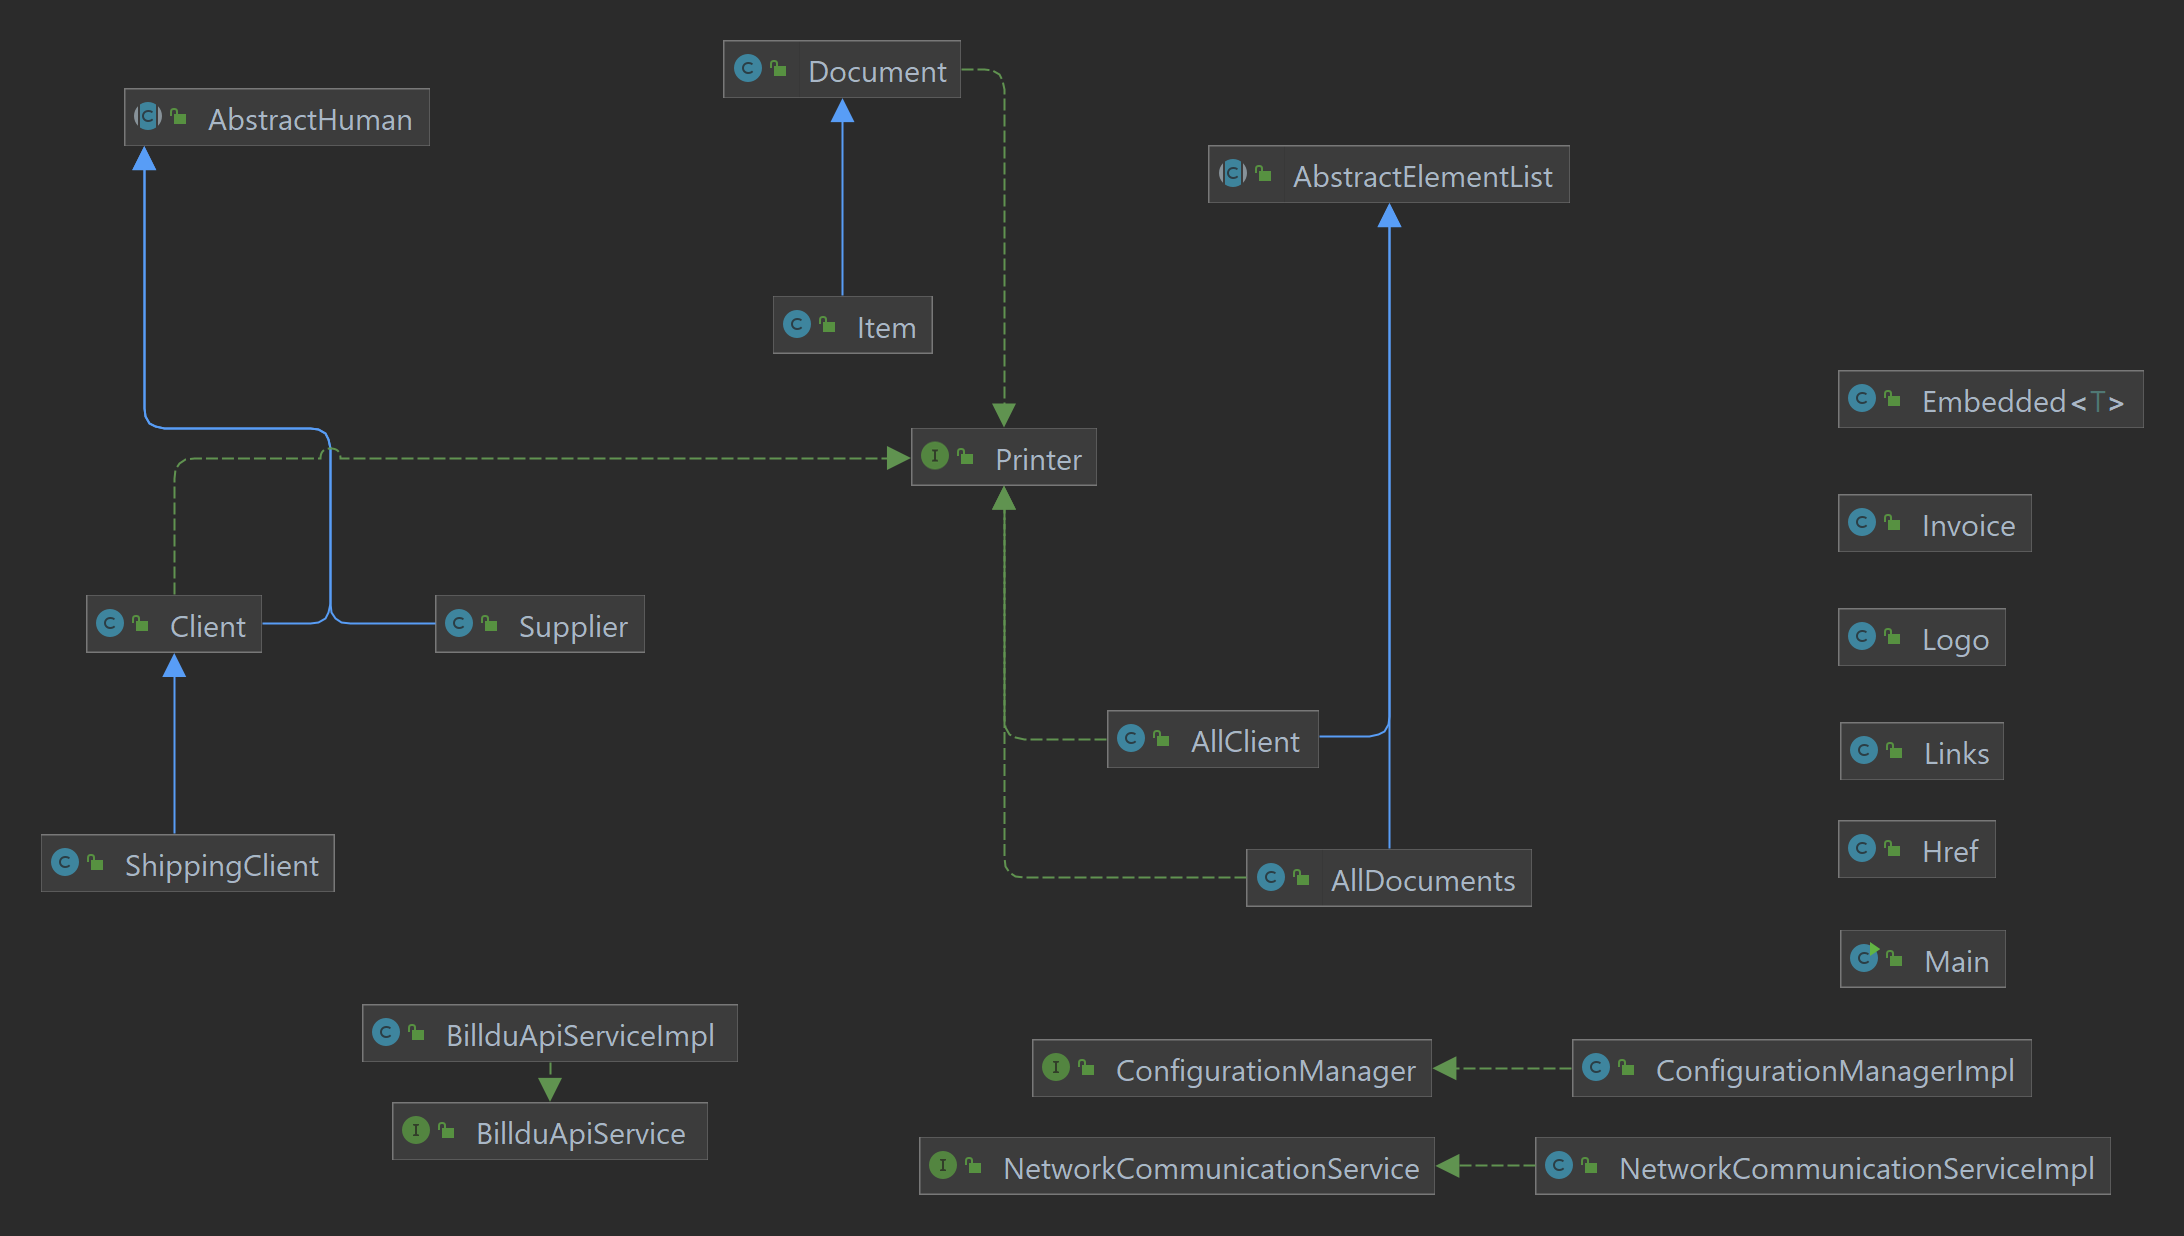 Document
AbstractHuman
AbstractElementList
Item
Embedded<T>
Printer
Invoice
Client
Supplier
Logo
AllClient
Links
ShippingClient
AllDocuments
Href
Main
BillduApiServiceImpl
ConfigurationManager
ConfigurationManagerImpl
BillduApiService
NetworkCommunicationService
NetworkCommunicationServiceImpl